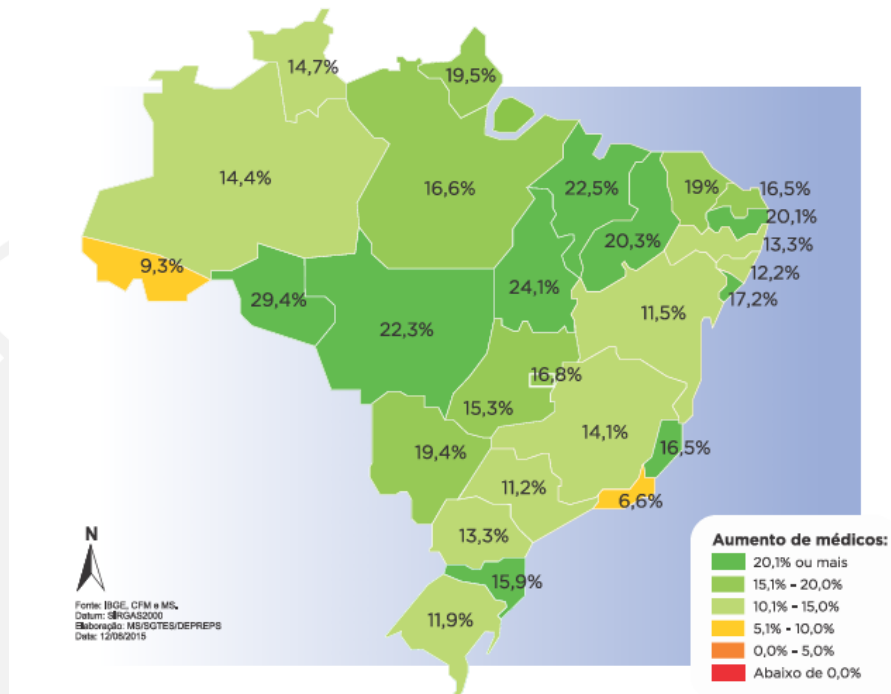 14,7%
19,5%
14,4%
16,6%
22,5%
19%
16,5%
20,1%
20,3%
13,3%
9,3%
12,2%
29,4%
24,1%
17,2%
22,3%
11,5%
16,8%
15,3%
14,1%
19,4%
16,5%
11,2%
6,6%
13,3%
15,9%
11,9%
N
Fonte: IBGE, CFM e MS,
Datum: SIRGAS2000
Elaboração: MS/SGTES/DEPREPS
Data: 12/06/2015
Aumento de médicos:
20,1% ou mais
15,1% - 20,0%
10,1% - 15,0%
5,1% - 10,0%
0,0% - 5,0%
Abaixo de 0,0%